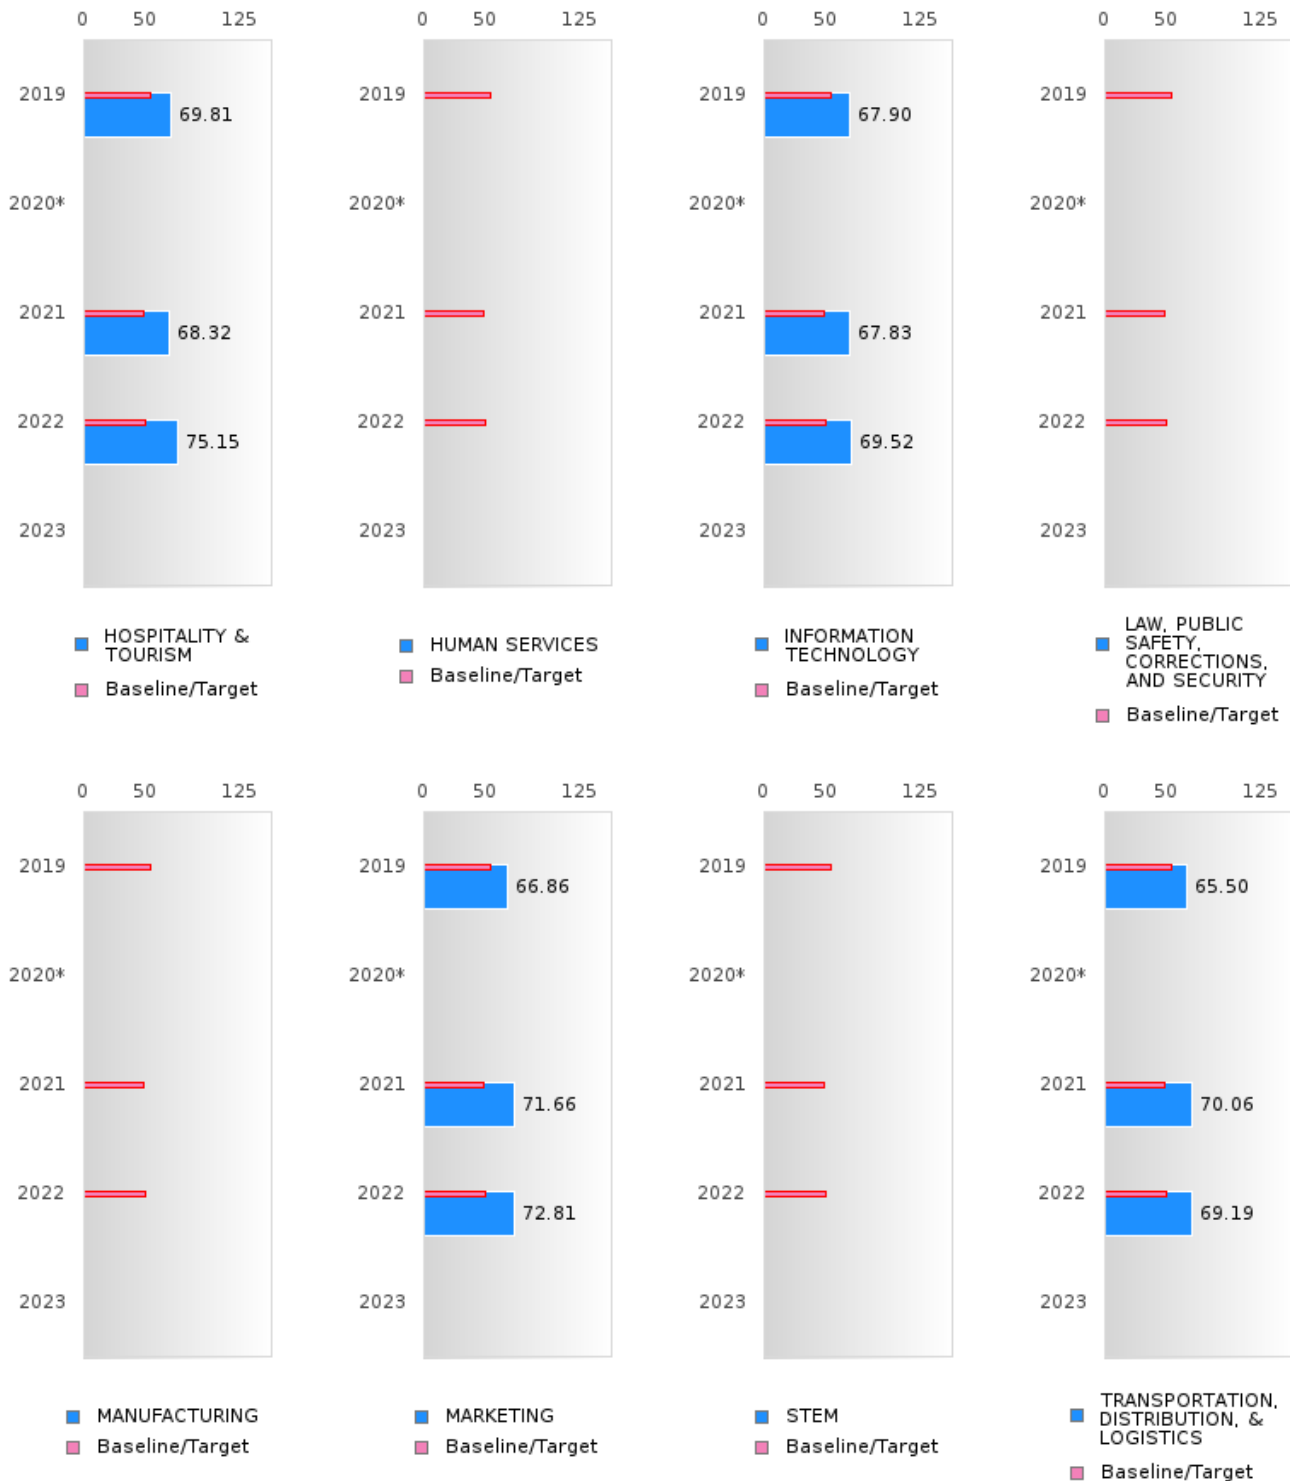 0 50 125
0 50 125
0 50 125
0 50 125
2019 69.81
2019
2019 67.90
2019
2020*
2020*
2020*
2020*
2021 68.32
2021
2021 67.83
2021
2022 75.15
2022
2022 69.52
2022
2023
2023
2023
2023
HOSPITALITY &
TOURISM
Baseline/Target
HUMAN SERVICES
Baseline/Target
INFORMATION
TECHNOLOGY
Baseline/Target
LAW, PUBLIC
SAFETY,
CORRECTIONS,
AND SECURITY
Baseline/Target
0 50 125
0 50 125
0 50 125
0 50 125
2019
2019 66.86
2019
2019 65.50
2020*
2020*
2020*
2020*
2021
2021 71.66
2021
2021 70.06
2022
2022 72.81
2022
2022 69.19
2023
2023
2023
2023
MANUFACTURING
Baseline/Target
MARKETING
Baseline/Target
STEM
Baseline/Target
TRANSPORTATION,
DISTRIBUTION, &
LOGISTICS
Baseline/Target